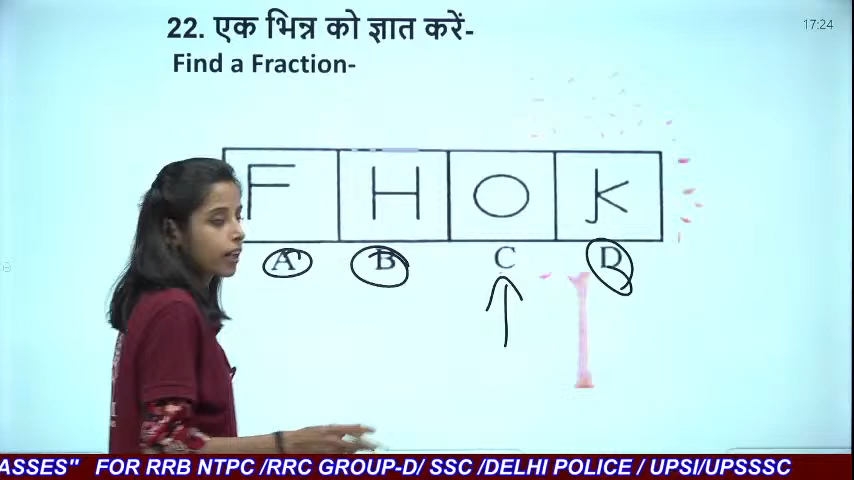 22. एक भिन्न को ज्ञात करें-
17:24
Find a Fraction-
F H O K
A B C D
ASSES" FOR RRB NTPC /RRC GROUP-D/ SSC /DELHI POLICE / UPSI/UPSSSC